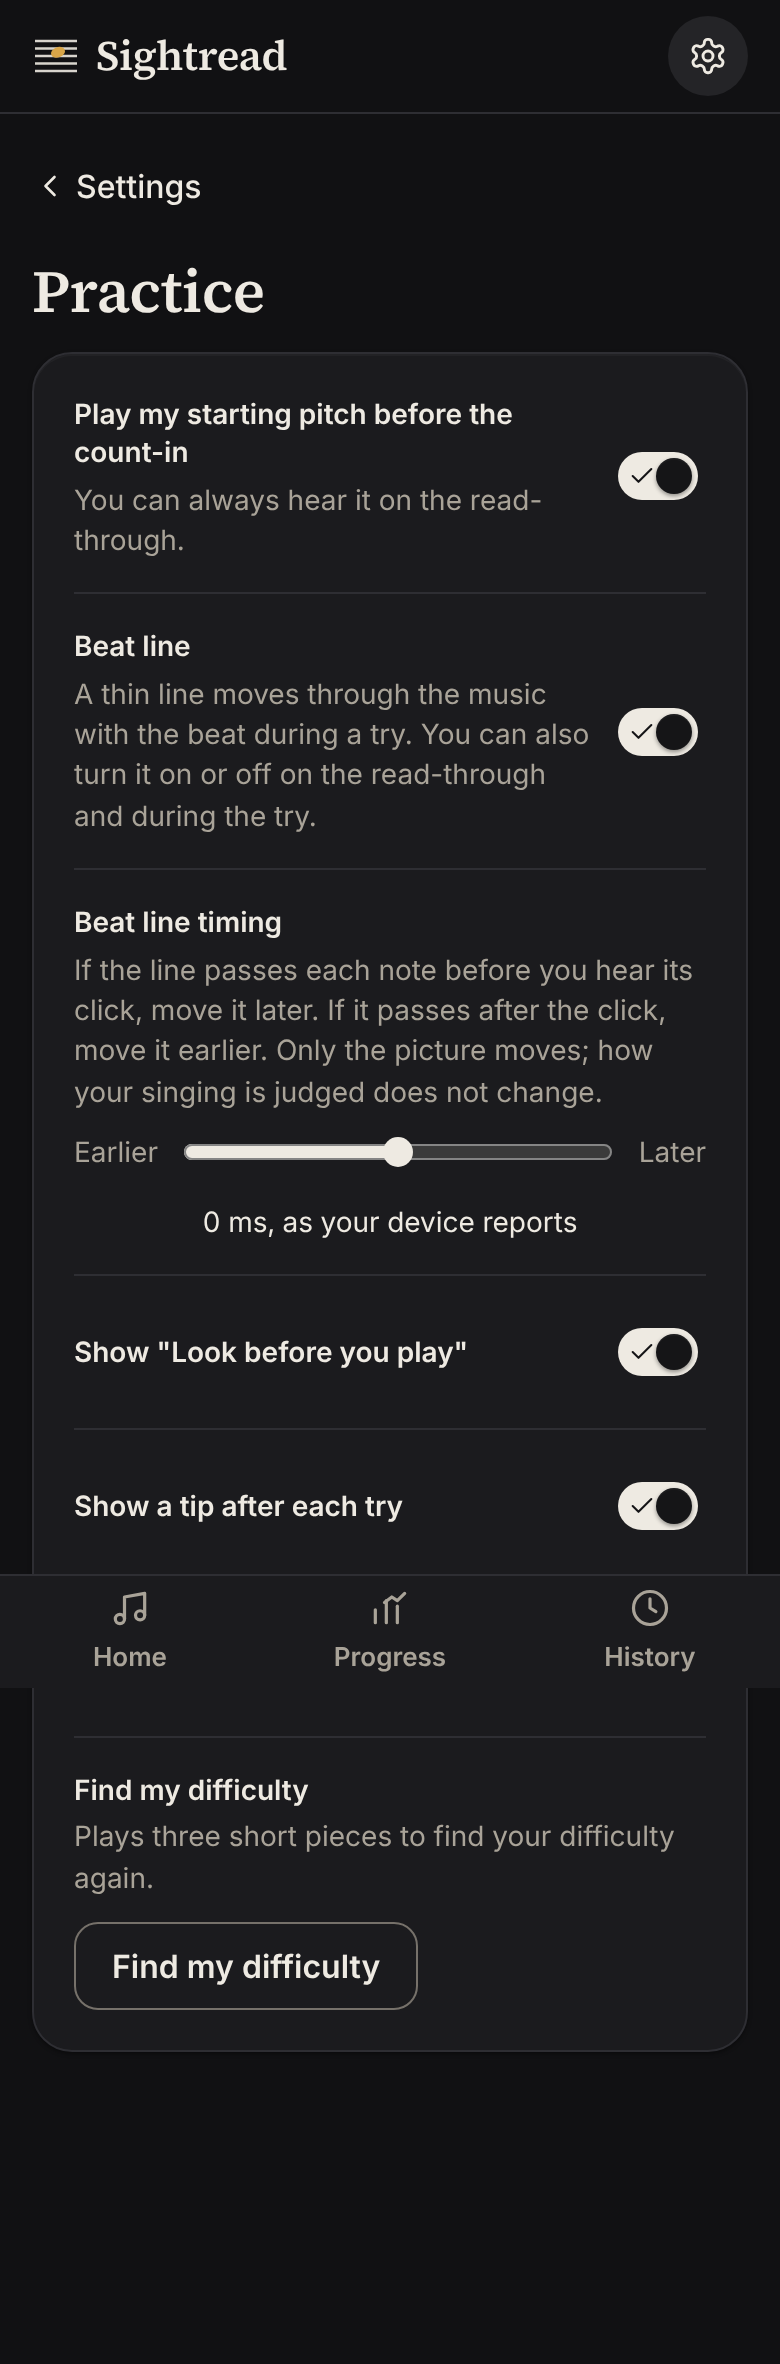 Sightread
Settings
Practice
Play my starting pitch before the
count-in
You can always hear it on the read-
through.
Beat line
A thin line moves through the music
with the beat during a try. You can also
turn it on or off on the read-through
and during the try.
Beat line timing
If the line passes each note before you hear its
click, move it later. If it passes after the click,
move it earlier. Only the picture moves; how
your singing is judged does not change.
Earlier
Later
0 ms, as your device reports
Show "Look before you play"
Show a tip after each try
Home
Progress
History
Find my difficulty
Plays three short pieces to find your difficulty
again.
Find my difficulty